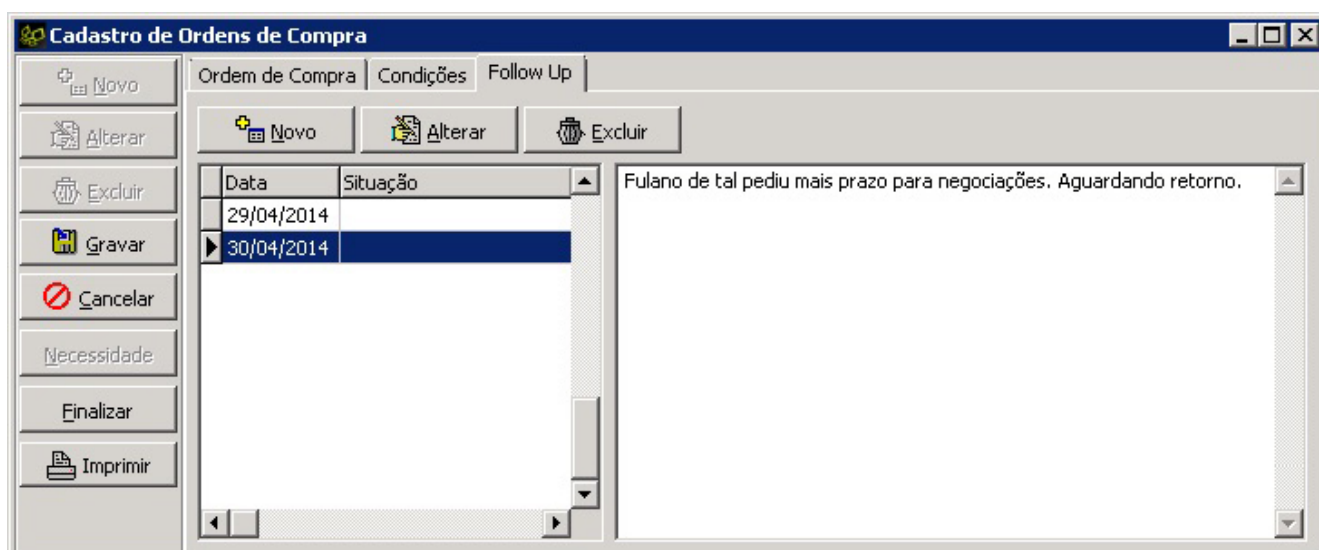 Cadastro de Ordens de Compra
Novo
Alterar
Excluir
Gravar
Cancelar
Necessidade
Finalizar
Imprimir
Ordem de Compra Condições Follow Up
Novo Alterar Excluir
Data Situação
29/04/2014
30/04/2014
Fulano de tal pediu mais prazo para negociações. Aguardando retorno.